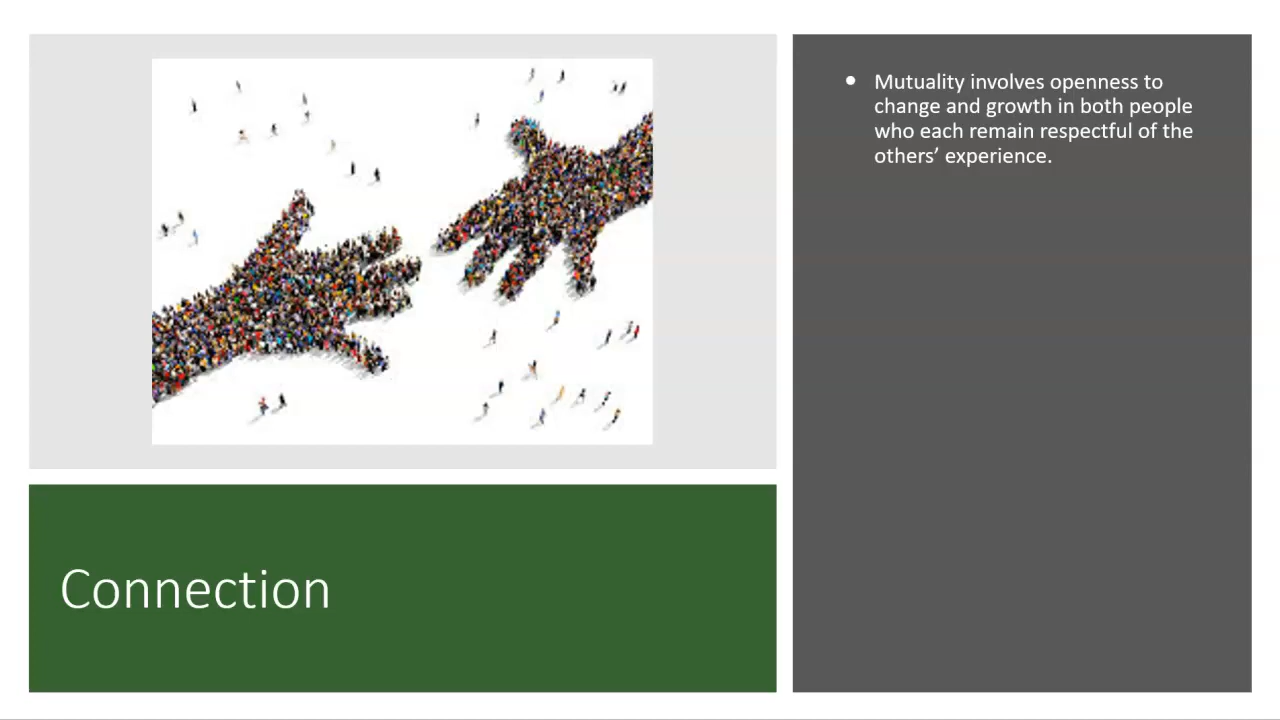 Mutuality involves openness to
change and growth in both people
who each remain respectful of the
others’ experience.
Connection